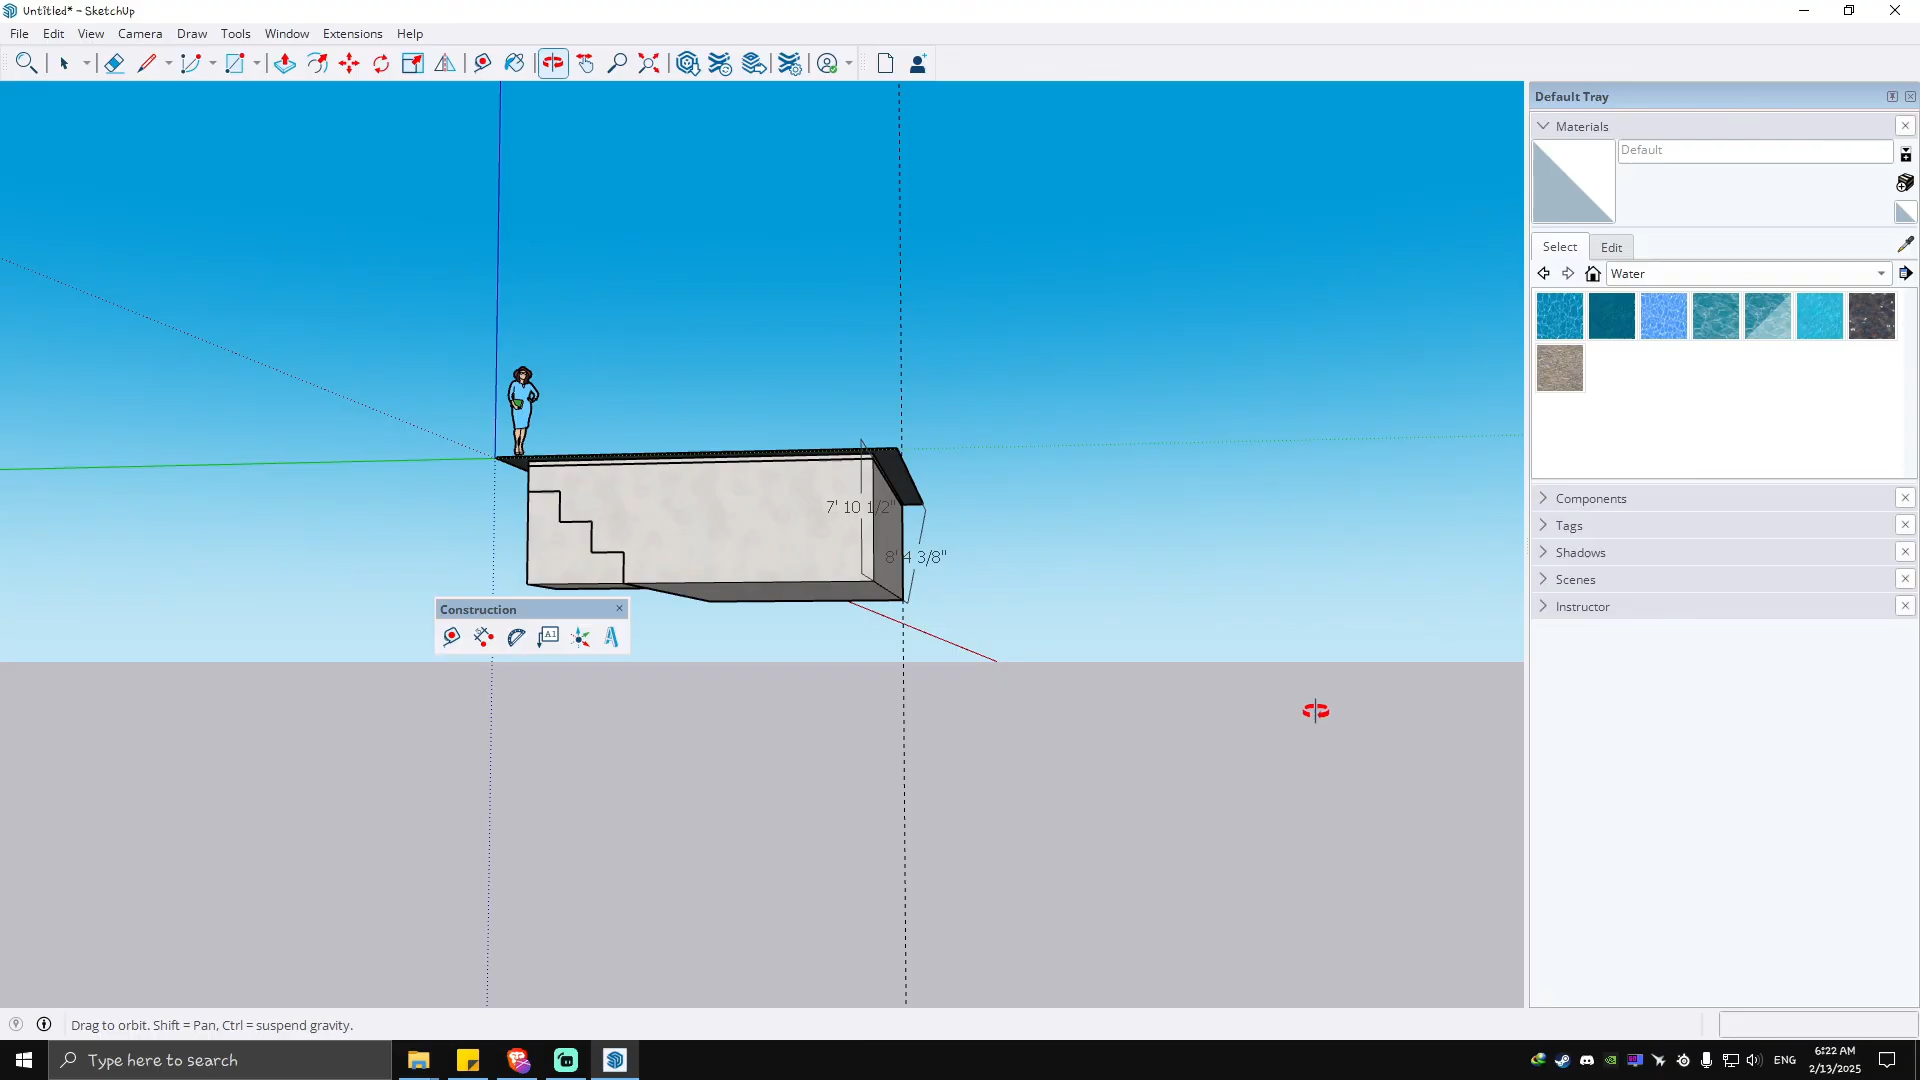 Untitled* - SketchUp
File Edit View Camera Draw Tools Window Extensions Help
Default Tray
Materials
Default
Select Edit
Water
Components
Tags
Shadows
Scenes
Instructor
7' 10 1/2"
8' 4 3/8"
Construction
A1
Drag to orbit. Shift = Pan, Ctrl = suspend gravity.
Type here to search
ENG
6:22 AM
2/13/2025